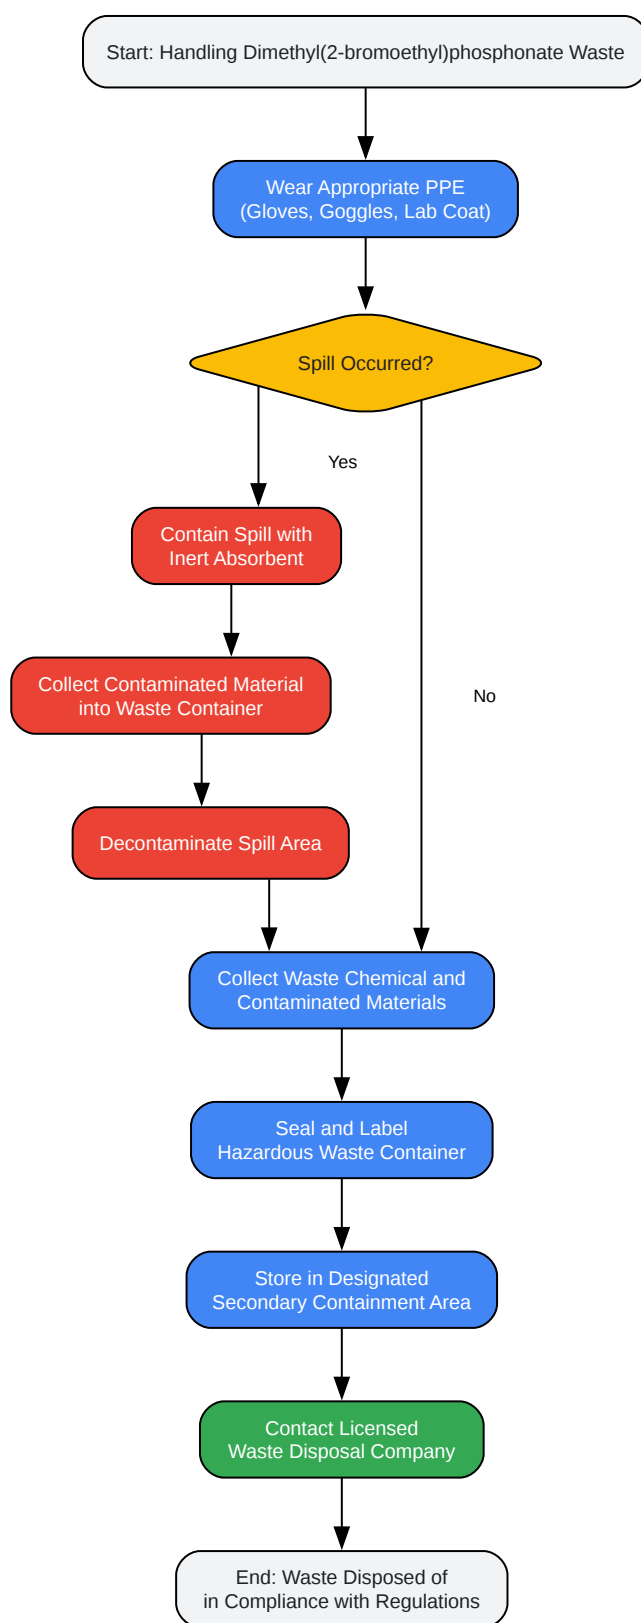 Start: Handling Dimethyl(2-bromoethyl)phosphonate Waste
Wear Appropriate PPE
(Gloves, Goggles, Lab Coat)
Spill Occurred?
Yes
Contain Spill with
Inert Absorbent
Collect Contaminated Material
into Waste Container
No
Decontaminate Spill Area
Collect Waste Chemical and
Contaminated Materials
Seal and Label
Hazardous Waste Container
Store in Designated
Secondary Containment Area
Contact Licensed
Waste Disposal Company
End: Waste Disposed of
in Compliance with Regulations